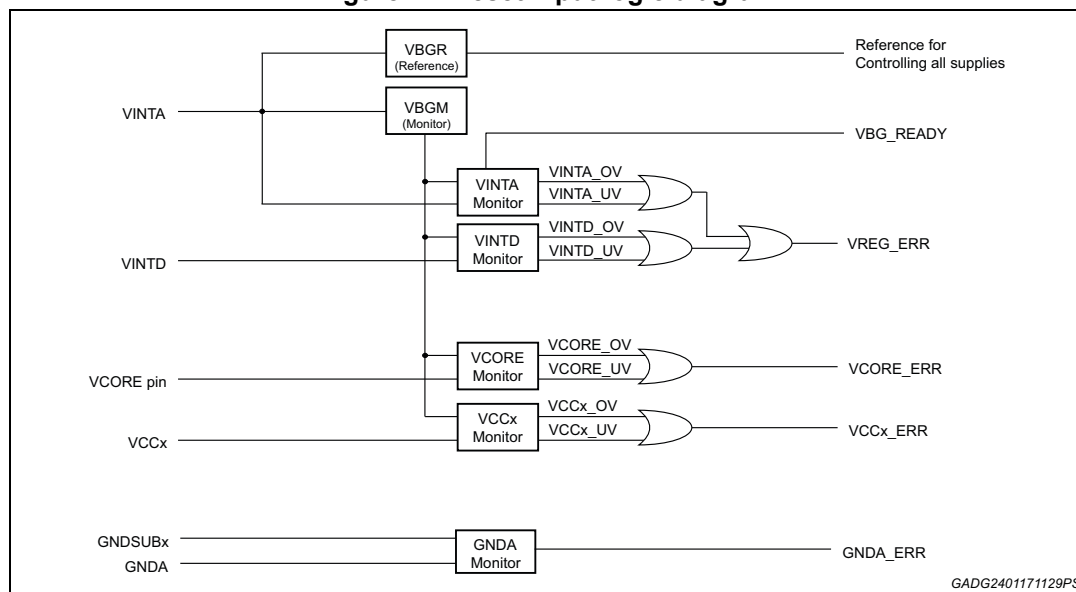 VBGR
(Reference)
Reference for
Controlling all supplies
VINTA
VBGM
(Monitor)
VBG_READY
VINTA
Monitor
VINTA_OV
VINTA_UV
VINTD
Monitor
VINTD_OV
VINTD_UV
VREG_ERR
VINTD
VCORE
Monitor
VCORE_OV
VCORE_UV
VCORE_ERR
VCORE pin
VCCx
Monitor
VCCx_OV
VCCx_UV
VCCx_ERR
VCCx
GNDSUBx
GNDA
GNDA
Monitor
GNDA_ERR
GADG2401171129PS